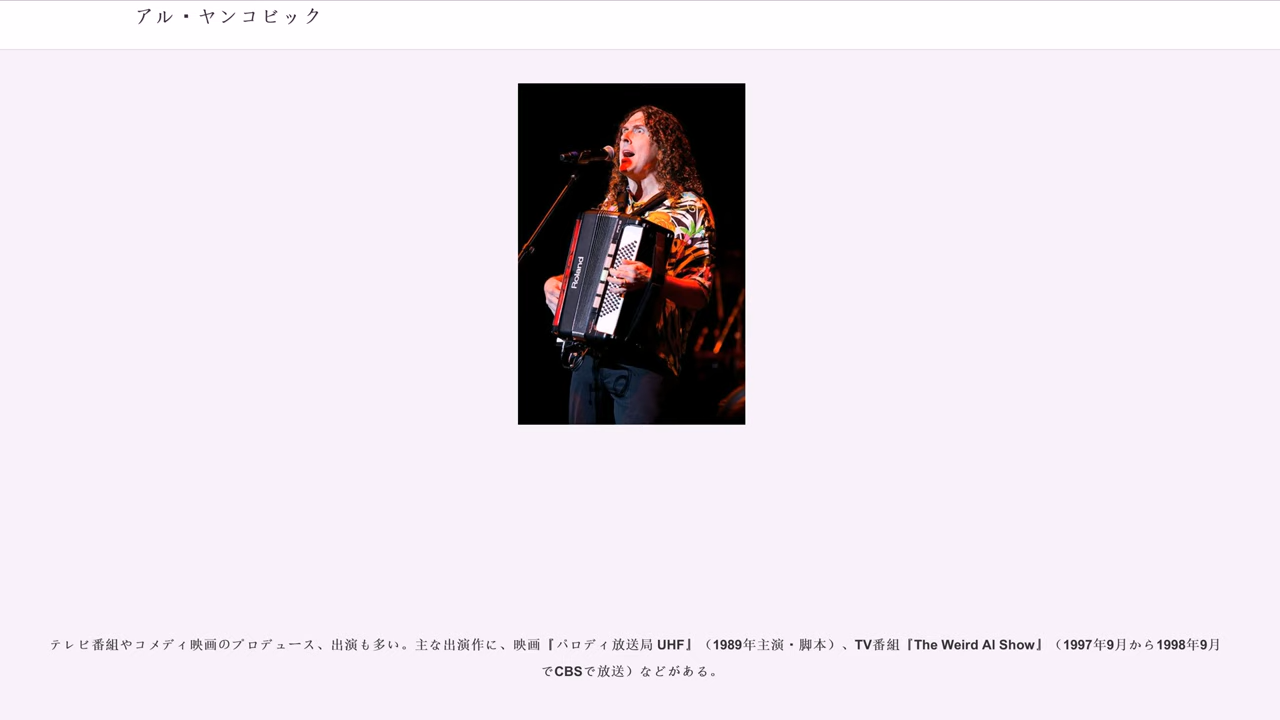 アル・ヤンコビック
Roland
テレビ番組やコメディ映画のプロデュース、出演も多い。主な出演作に、映画『パロディ放送局 UHF』（1989年主演・脚本）、TV番組『The Weird Al Show』（1997年9月から1998年9月
でCBSで放送）などがある。